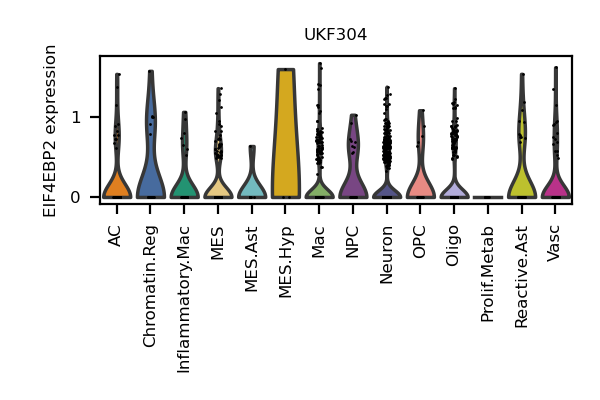 UKF304
EIF4EBP2 expression
1
0
AC
Chromatin.Reg
Inflammatory.Mac
MES
MES.Ast
MES.Hyp
Mac
NPC
Neuron
OPC
Oligo
Prolif.Metab
Reactive.Ast
Vasc